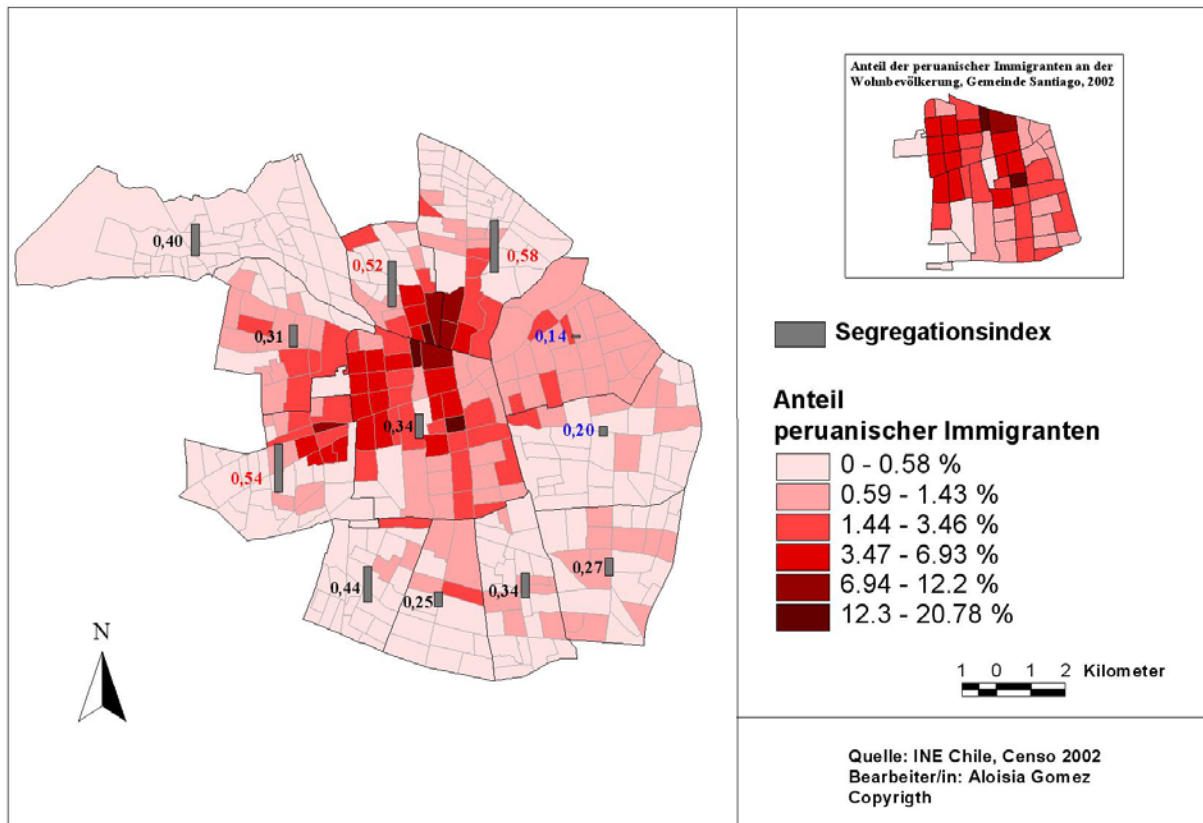 Anteil der peruanischer Immigranten an der
Wohnbevölkerung, Gemeinde Santiago, 2002
0,40
0,52
0,58
0,31
0,14
0,34
0,20
0,54
0,44
0,25
0,34
0,27
N
Segregationsindex
Anteil
peruanischer Immigranten
0 - 0.58 %
0.59 - 1.43 %
1.44 - 3.46 %
3.47 - 6.93 %
6.94 - 12.2 %
12.3 - 20.78 %
1 0 1 2 Kilometer
Quelle: INE Chile, Censo 2002
Bearbeiter/in: Aloisia Gomez
Copyrigth